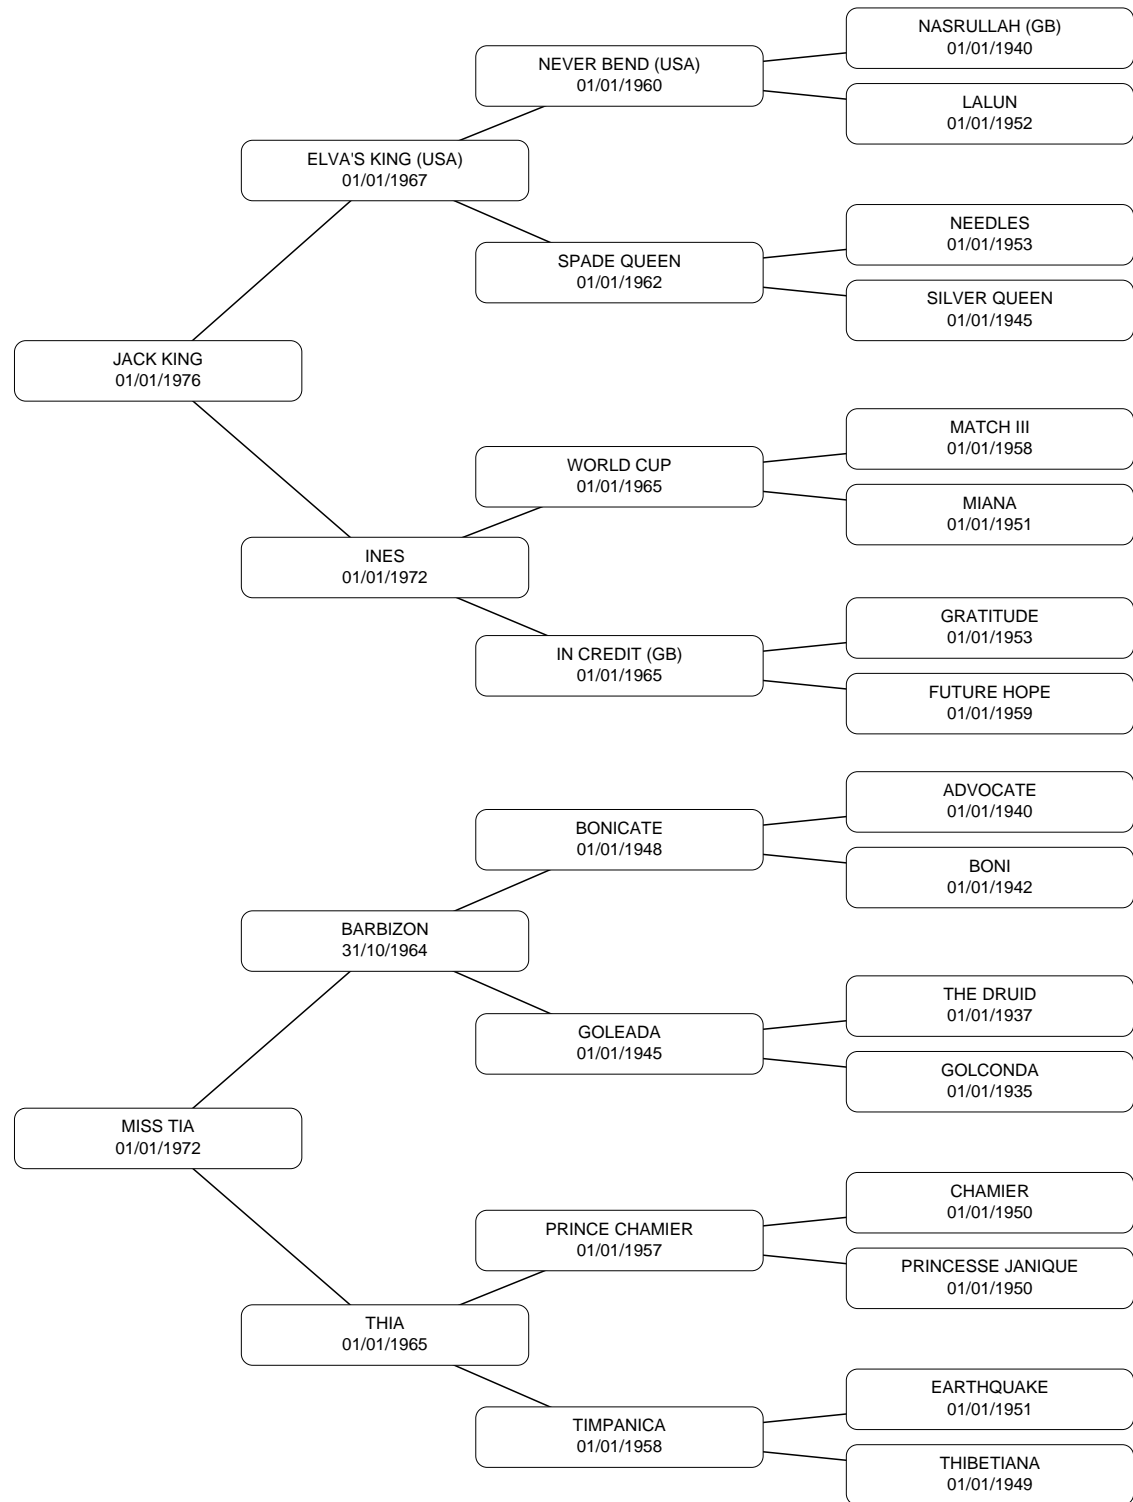 NASRULLAH (GB)
01/01/1940
NEVER BEND (USA)
01/01/1960
LALUN
01/01/1952
ELVA'S KING (USA)
01/01/1967
NEEDLES
01/01/1953
SPADE QUEEN
01/01/1962
SILVER QUEEN
01/01/1945
JACK KING
01/01/1976
MATCH III
01/01/1958
WORLD CUP
01/01/1965
MIANA
01/01/1951
INES
01/01/1972
GRATITUDE
01/01/1953
IN CREDIT (GB)
01/01/1965
FUTURE HOPE
01/01/1959
ADVOCATE
01/01/1940
BONICATE
01/01/1948
BONI
01/01/1942
BARBIZON
31/10/1964
THE DRUID
01/01/1937
GOLEADA
01/01/1945
GOLCONDA
01/01/1935
MISS TIA
01/01/1972
CHAMIER
01/01/1950
PRINCE CHAMIER
01/01/1957
PRINCESSE JANIQUE
01/01/1950
THIA
01/01/1965
EARTHQUAKE
01/01/1951
TIMPANICA
01/01/1958
THIBETIANA
01/01/1949